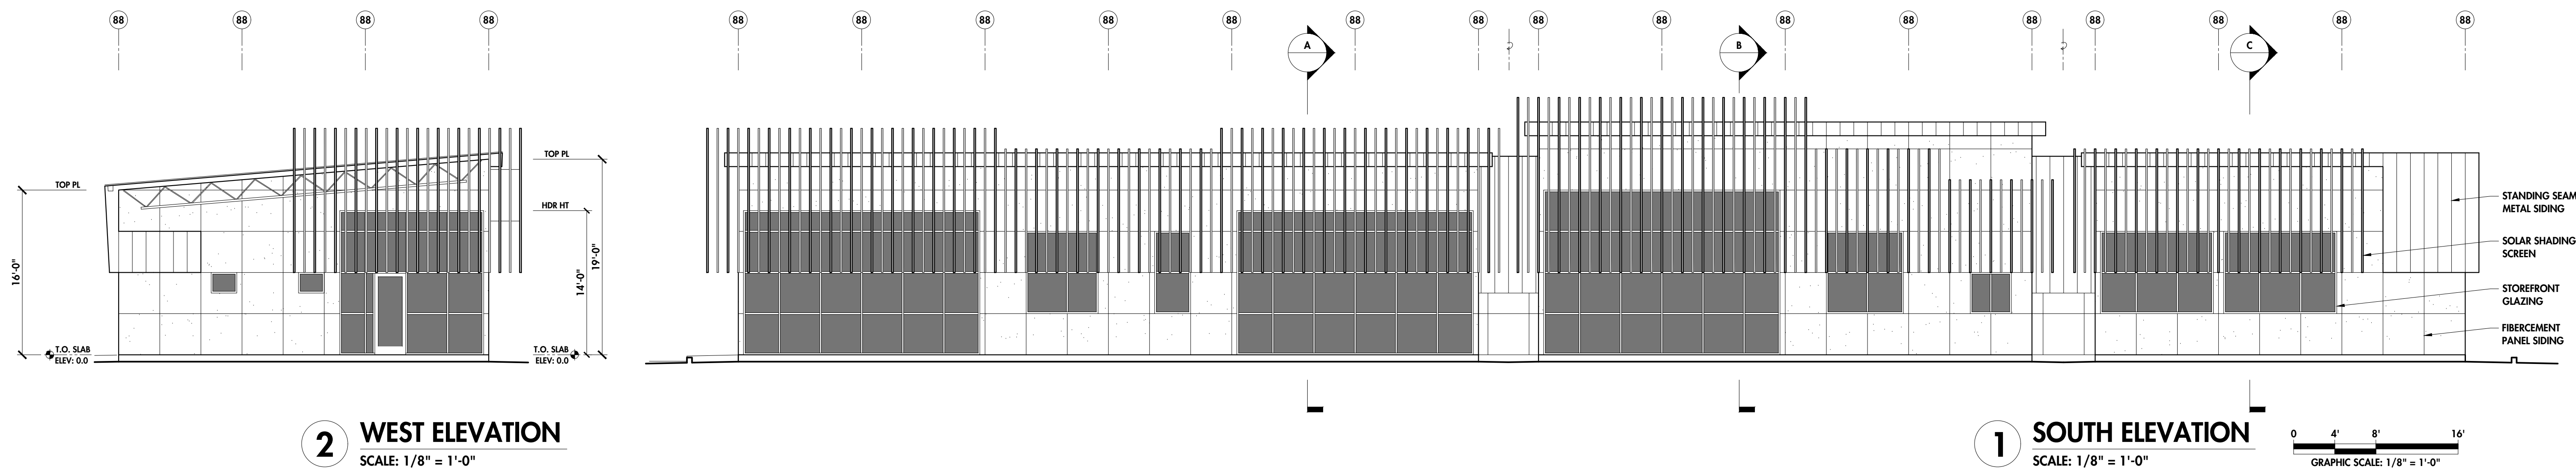 88 88 88 88
88 88 88 88 88 88 88 88 88 88 88 88 88 88 88 88
A
B
C
TOP PL
16'-0"
T.O. SLAB
ELEV: 0.0
TOP PL
HDR HT
14'-0"
19'-0"
T.O. SLAB
ELEV: 0.0
STANDING SEAM
METAL SIDING
SOLAR SHADING
SCREEN
STOREFRONT
GLAZING
FIBERCEMENT
PANEL SIDING
2
WEST ELEVATION
SCALE: 1/8" = 1'-0"
1
SOUTH ELEVATION
SCALE: 1/8" = 1'-0"
0 4' 8' 16'
GRAPHIC SCALE: 1/8" = 1'-0"